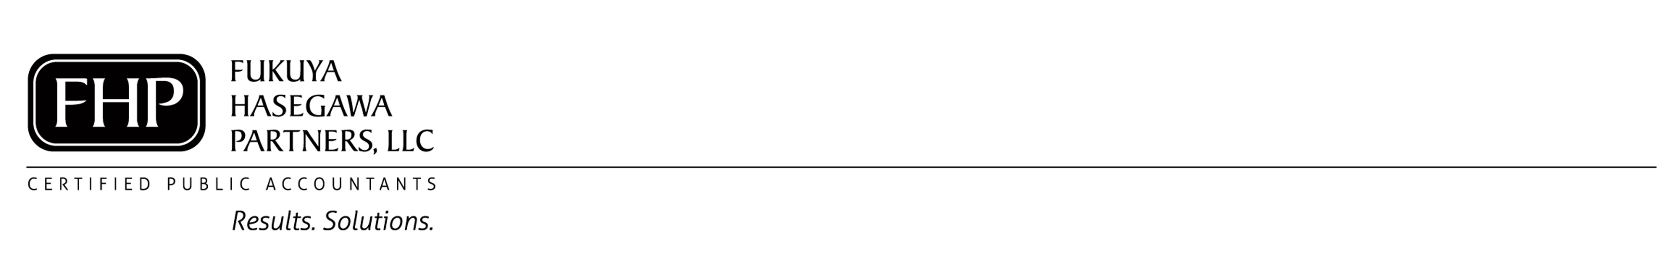 FHP
FUKUYA
HASEGAWA
PARTNERS, LLC
CERTIFIED PUBLIC ACCOUNTANTS
Results. Solutions.